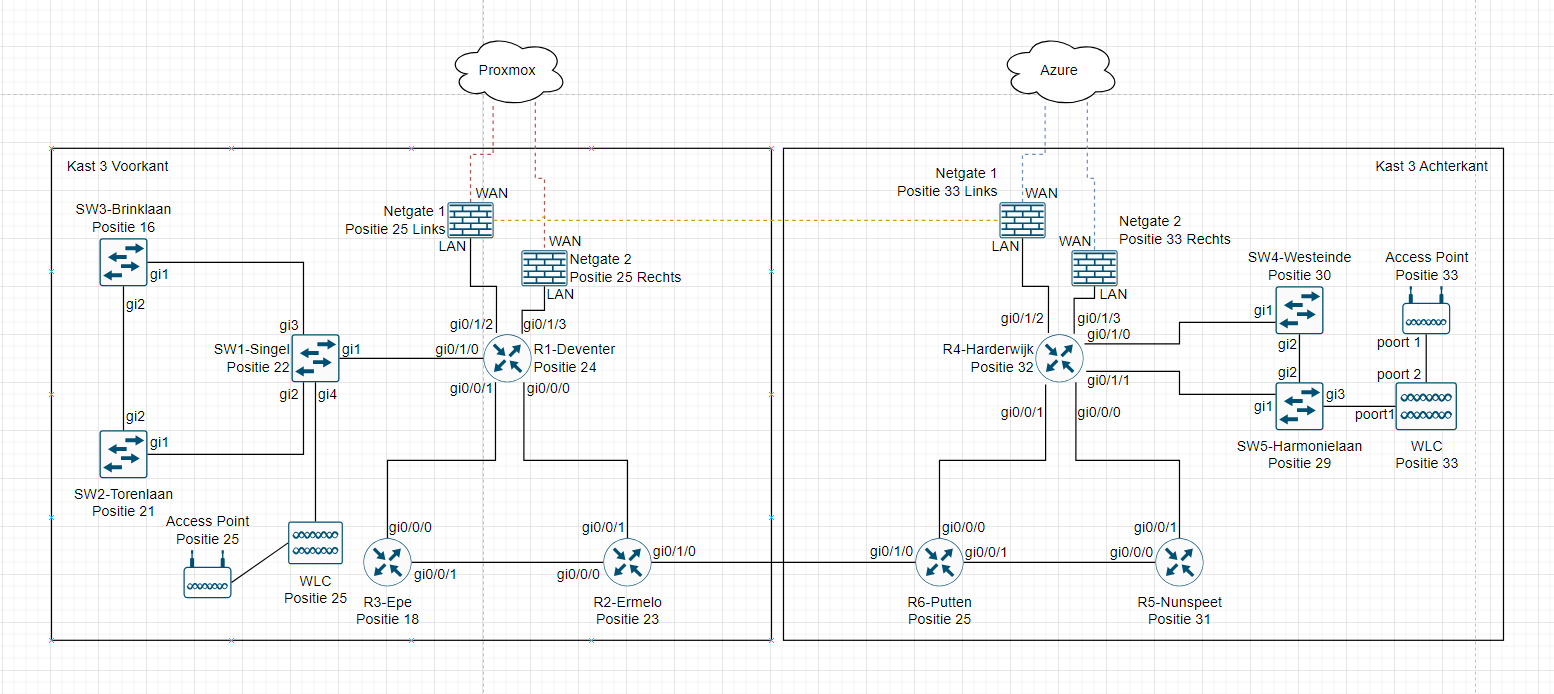 Proxmox
Azure
Kast 3 Voorkant
SW3-Brinklaan
Positie 16
gi1
gi2
Netgate 1
Positie 25 Links
WAN
LAN
WAN
Netgate 2
Positie 25 Rechts
LAN
gi3
SW1-Singel
Positie 22
gi1
gi2
gi4
gi0/1/2
gi0/1/3
gi0/1/0
R1-Deventer
Positie 24
gi0/0/1
gi0/0/0
gi2
gi1
SW2-Torenlaan
Positie 21
Access Point
Positie 25
WLC
Positie 25
gi0/0/0
gi0/0/1
R3-Epe
Positie 18
gi0/0/1
gi0/1/0
gi0/0/0
R2-Ermelo
Positie 23
Kast 3 Achterkant
Netgate 1
Positie 33 Links
WAN
LAN
WAN
Netgate 2
Positie 33 Rechts
LAN
gi0/1/2
gi0/1/3
gi0/1/0
R4-Harderwijk
Positie 32
gi0/1/1
gi0/0/1
gi0/0/0
SW4-Westeinde
Positie 30
gi1
gi2
Access Point
Positie 33
poort 1
poort 2
gi2
gi3
gi1
poort1
SW5-Harmonielaan
Positie 29
WLC
Positie 33
gi0/0/0
gi0/1/0
gi0/0/1
R6-Putten
Positie 25
gi0/0/1
gi0/0/0
R5-Nunspeet
Positie 31